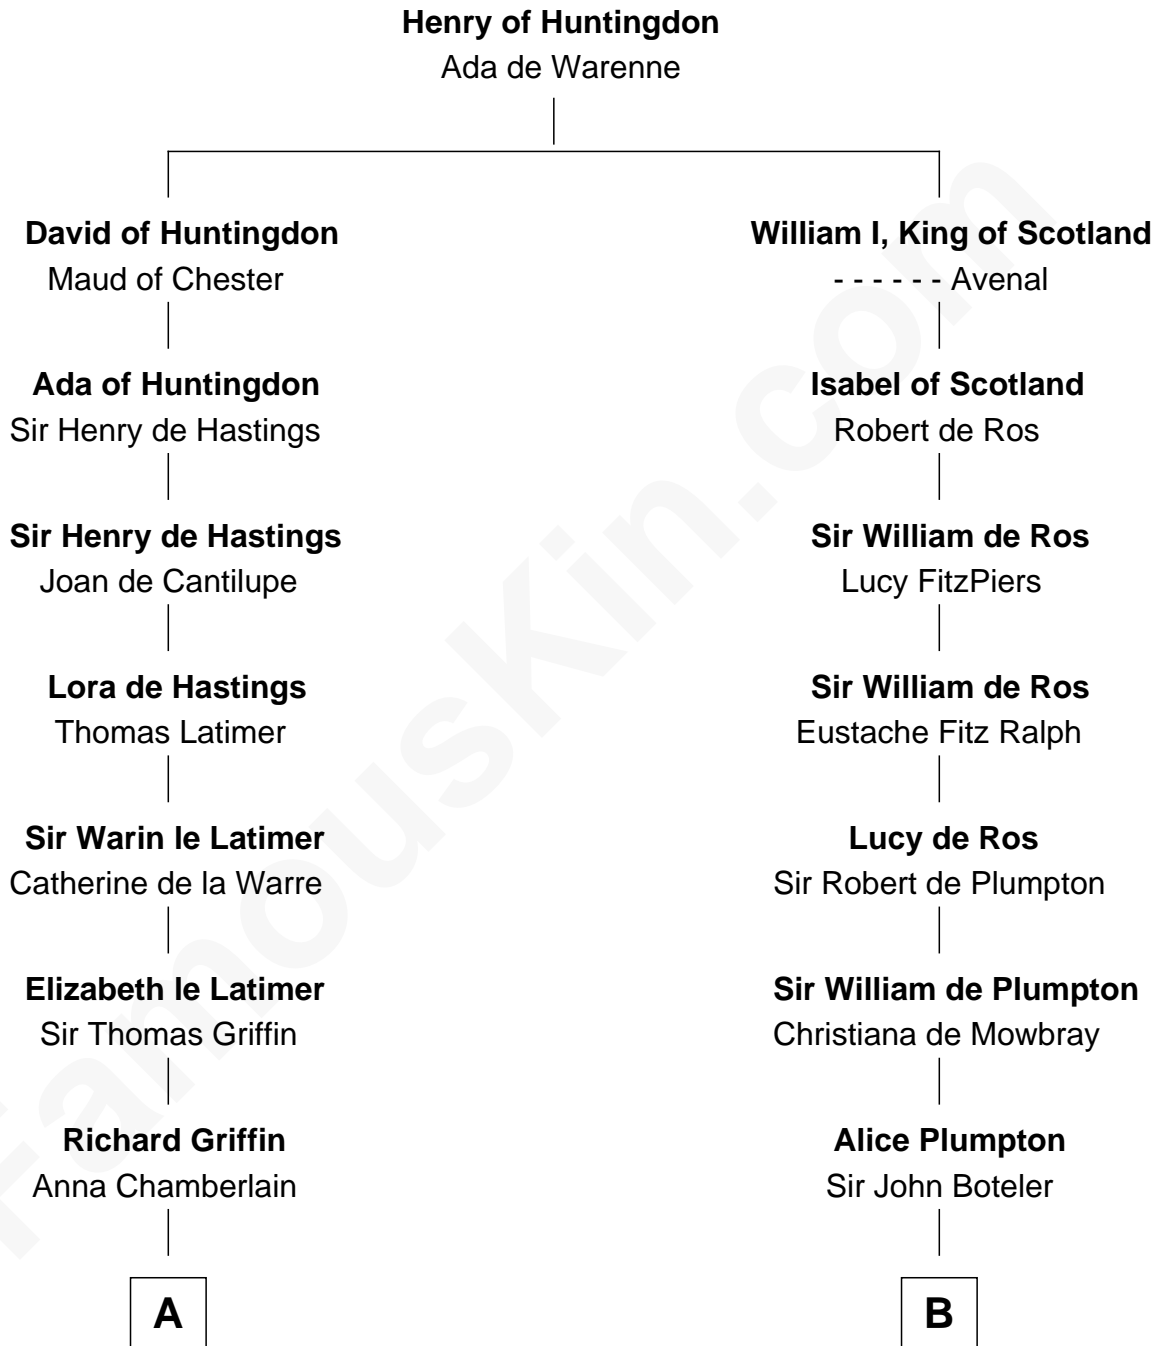 Henry of Huntingdon
Ada de Warenne
David of Huntingdon
Maud of Chester
William I, King of Scotland
- - - - - - Avenal
Ada of Huntingdon
Sir Henry de Hastings
Isabel of Scotland
Robert de Ros
Sir Henry de Hastings
Joan de Cantilupe
Sir William de Ros
Lucy FitzPiers
Lora de Hastings
Thomas Latimer
Sir William de Ros
Eustache Fitz Ralph
Sir Warin le Latimer
Catherine de la Warre
Lucy de Ros
Sir Robert de Plumpton
Elizabeth le Latimer
Sir Thomas Griffin
Sir William de Plumpton
Christiana de Mowbray
Richard Griffin
Anna Chamberlain
Alice Plumpton
Sir John Boteler
A
B
FamousKin.com